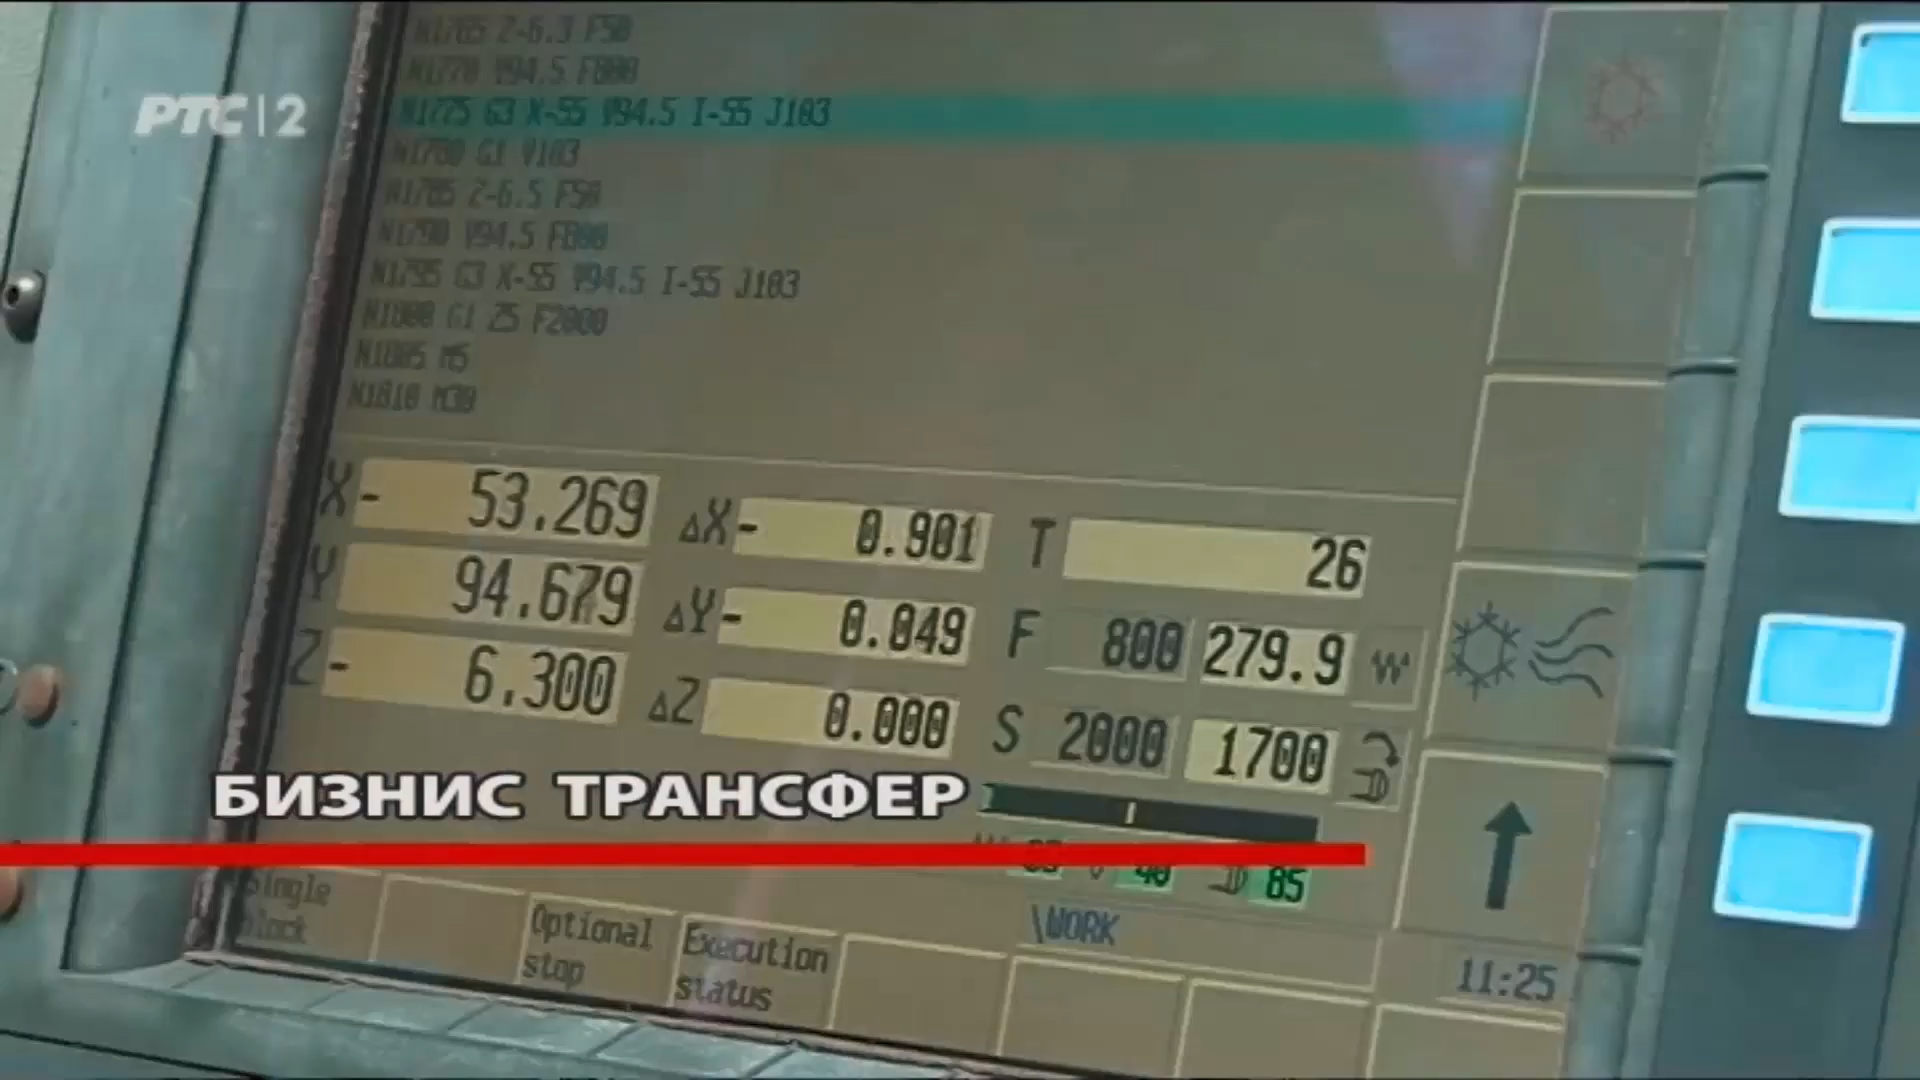 N1765 Z-6.3 F50
N1770 Y94.5 F800
РТС|2
N1775 G3 X-55 Y94.5 I-55 J103
N1780 G1 Y103
N1785 Z-6.5 F50
N1790 Y94.5 F800
N1795 G3 X-55 Y94.5 I-55 J103
N1800 G1 Z5 F2000
N1805 M5
N1810 M30
X- 53.269 ΔX- 0.901 T 26
Y 94.679 ΔY- 0.049 F 800 279.9
Z- 6.300 ΔZ 0.000 S 2000 1700
БИЗНИС ТРАНСФЕР
40 85
\WORK
Single block
Optional stop
Execution status
11:25